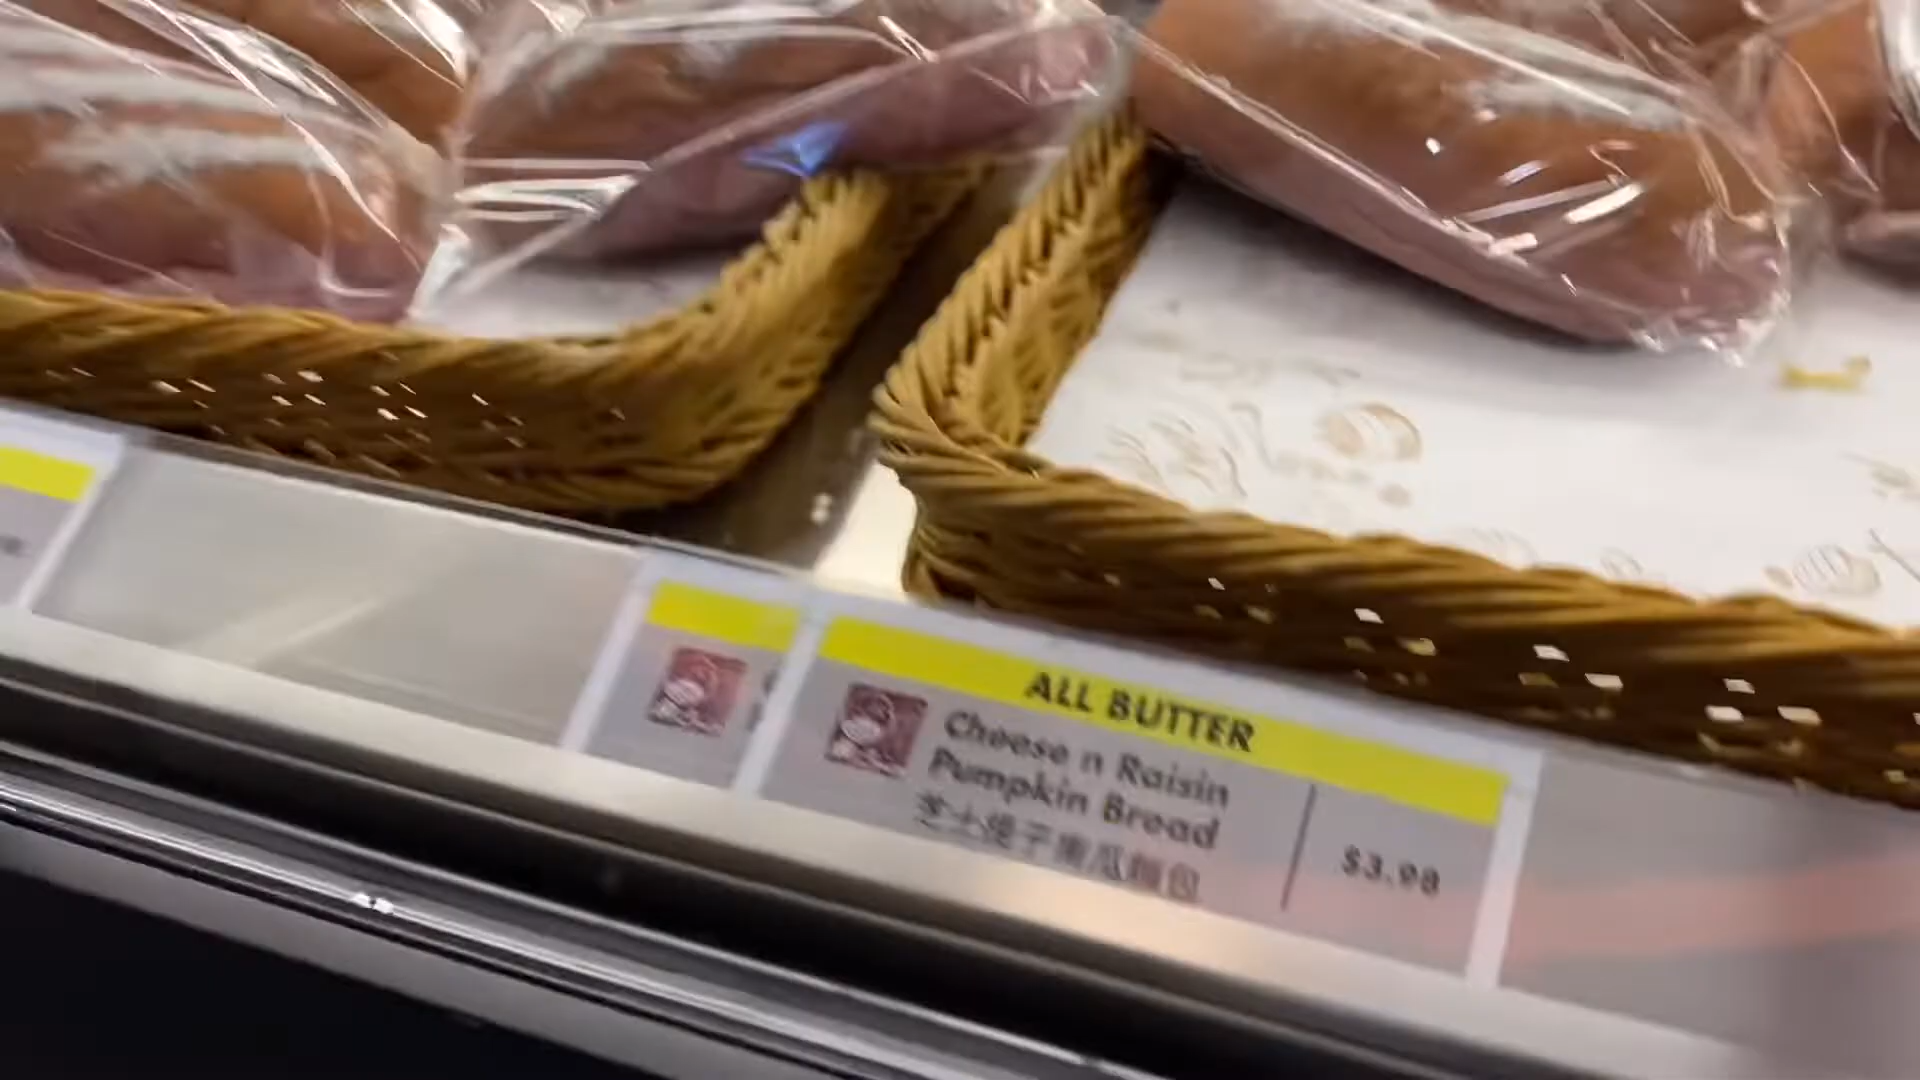 ALL BUTTER
Cheese n Raisin
Pumpkin Bread
芝士提子南瓜麵包
$3.98